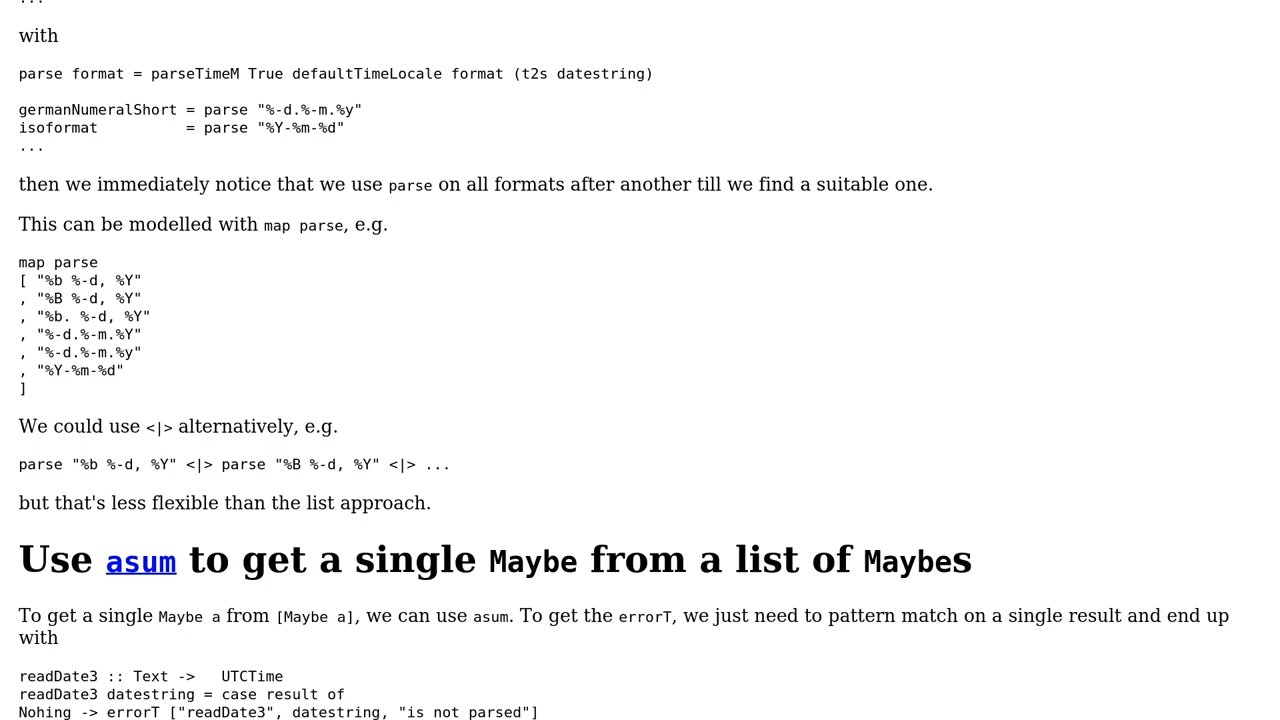 ...
with
parse format = parseTimeM True defaultTimeLocale format (t2s datestring)
germanNumeralShort = parse "%-d.%-m.%y"
isoformat          = parse "%Y-%m-%d"
...
then we immediately notice that we use parse on all formats after another till we find a suitable one.
This can be modelled with map parse, e.g.
map parse
[ "%b %-d, %Y"
, "%B %-d, %Y"
, "%b. %-d, %Y"
, "%-d.%-m.%Y"
, "%-d.%-m.%y"
, "%Y-%m-%d"
]
We could use <|> alternatively, e.g.
parse "%b %-d, %Y" <|> parse "%B %-d, %Y" <|> ...
but that's less flexible than the list approach.
Use asum to get a single Maybe from a list of Maybes
To get a single Maybe a from [Maybe a], we can use asum. To get the errorT, we just need to pattern match on a single result and end up
with
readDate3 :: Text ->   UTCTime
readDate3 datestring = case result of
Nohing -> errorT ["readDate3", datestring, "is not parsed"]